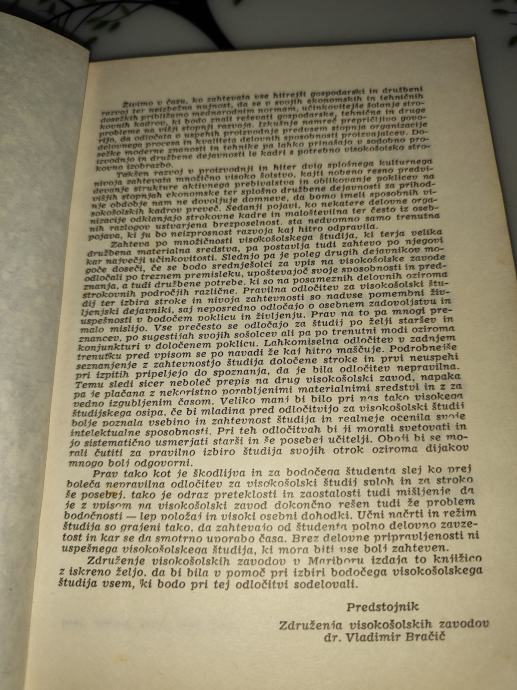 Živimo v času, ko zahtevata vse hitrejši gospodarski in družbeni
razvoj ter neizbežna nujnost, da se v svojih ekonomskih in tehničnih
dosežkih približamo mednarodnim normam, učinkovitejše šolanje stro-
kovnih kadrov, ki bodo znali reševati gospodarske, tehnične in druge
probleme na višji stopnji razvoja. Izkušnje namreč prepričljivo govo-
rijo, da odločata o uspehih proizvodnje predvsem stopnja organizacije
delovnega procesa in kvaliteta delovnih sposobnosti proizvajalcev. Do-
sežke moderne znanosti in tehnike pa lahko prinašajo v sodobno pro-
izvodnjo in družbene dejavnosti le kadri s potrebno visokošolsko stro-
kovno izobrazbo.
Takšen razvoj v proizvodnji in hiter dvig splošnega kulturnega
nivoja zahtevata množično visoko šolstvo, kajti nobeno resno predvi-
devanje strukture aktivnega prebivalstva in oblikovanje poklicev na
višjih stopnjah ekonomske ter splošno družbene dejavnosti za prihod-
nje obdobje nam ne dovoljuje domneve, da bomo imeli sposobnih vi-
sokošolskih kadrov preveč. Sedanji pojavi, ko nekatere delovne orga-
nizacije odklanjajo strokovne kadre in maloštevilna ter često iz oseb-
nih razlogov ustvarjena brezposelnost, sta nedvomno samo trenutna
pojava, ki ju bo neizprosnost razvoja kaj hitro odpravila.
Zahteva po množičnosti visokošolskega študija, ki terja velika
družbena materialna sredstva, pa postavlja tudi zahtevo po njegovi
kar največji učinkovitosti. Slednjo pa je poleg drugih dejavnikov mo-
goče doseči, če se bodo srednješolci za vpis na visokošolske zavode
odločali po treznem premisleku, upoštevajoč svoje sposobnosti in pred-
znanja, a tudi družbene potrebe, ki so na posameznih delovnih oziroma
strokovnih področjih različne. Pravilna odločitev za visokošolski štu-
dij ter izbira stroke in nivoja zahtevnosti so nadvse pomembni živ-
ljenjski dejavniki, saj neposredno odločajo o osebnem zadovoljstvu in
uspešnosti v bodočem poklicu in življenju. Prav na to pa mnogi pre-
malo mislijo. Vse prečesto se odločajo za študij po želji staršev in
znancev, po sugestijah svojih sošolcev ali pa po trenutni modi oziroma
konjunkturi v določenem poklicu. Lahkomiselna odločitev v zadnjem
trenutku pred vpisom se po navadi že kaj hitro maščuje. Podrobnejše
seznanjenje z zahtevnostjo študija določene stroke in prvi neuspehi
pri izpitih pripeljejo do spoznanja, da je bila odločitev nepravilna.
Temu sledi sicer neboleč prepis na drug visokošolski zavod, napaka
pa je plačana z nekoristno porabljenimi materialnimi sredstvi in z za
vedno izgubljenim časom. Veliko manj bi bilo pri nas tako visokega
študijskega osipa, če bi mladina pred odločitvijo za visokošolski študij
bolje poznala vsebino in zahtevnost študija in realneje ocenila svoje
intelektualne sposobnosti. Pri teh odločitvah bi ji morali svetovati in
jo sistematično usmerjati starši in še posebej učitelji. Oboji bi se mo-
rali čutiti za pravilno izbiro študija svojih otrok oziroma dijakov
mnogo bolj odgovorni.
Prav tako kot je škodljiva in za bodočega študenta slej ko prej
boleča nepravilna odločitev za visokošolski študij sploh in za stroko
še posebej, tako je odraz preteklosti in zaostalosti tudi mišljenje da
je z vpisom na visokošolski zavod dokončno rešen tudi že problem
bodočnosti — lep položaj in visoki osebni dohodki. Učni načrti in režim
študija so grajeni tako, da zahtevajo od študenta polno delovno zavze-
tost in kar se da smotrno uporabo časa. Brez delovne pripravljenosti ni
uspešnega visokošolskega študija, ki mora biti vse bolj zahteven.
Združenje visokošolskih zavodov v Mariboru izdaja to knjižico
z iskreno željo, da bi bila v pomoč pri izbiri bodočega visokošolskega
študija vsem, ki bodo pri tej odločitvi sodelovali.
Predstojnik
Združenja visokošolskih zavodov
dr. Vladimir Bračič